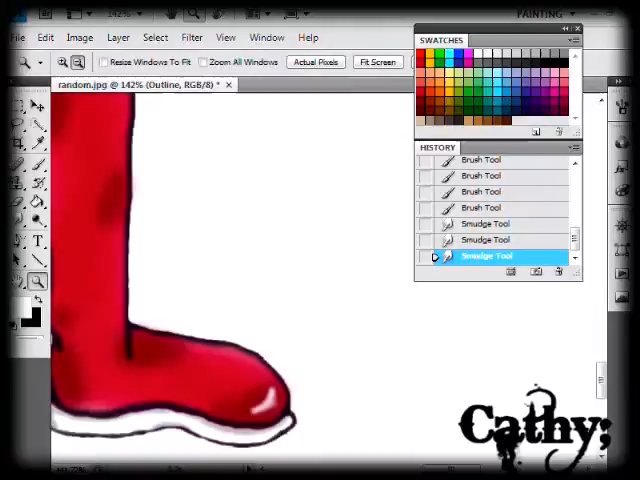 142%
PAINTING
File Edit Image Layer Select Filter View Window Help
Resize Windows To Fit Zoom All Windows Actual Pixels Fit Screen
random.jpg @ 142% (Outline, RGB/8) *
SWATCHES
HISTORY
Brush Tool
Brush Tool
Brush Tool
Brush Tool
Smudge Tool
Smudge Tool
Smudge Tool
T
Cathy;